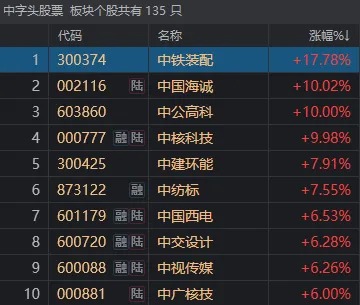 中字头股票 板块个股共有 135 只
代码 名称 涨幅%↓
1 300374 中铁装配 +17.78%
2 002116 陆 中国海诚 +10.02%
3 603860 中公高科 +10.00%
4 000777 融 陆 中核科技 +9.98%
5 300425 中建环能 +7.91%
6 873122 融 中纺标 +7.55%
7 601179 融 陆 中国西电 +6.53%
8 600720 融 陆 中交设计 +6.28%
9 600088 融 陆 中视传媒 +6.26%
10 000881 陆 中广核技 +6.00%